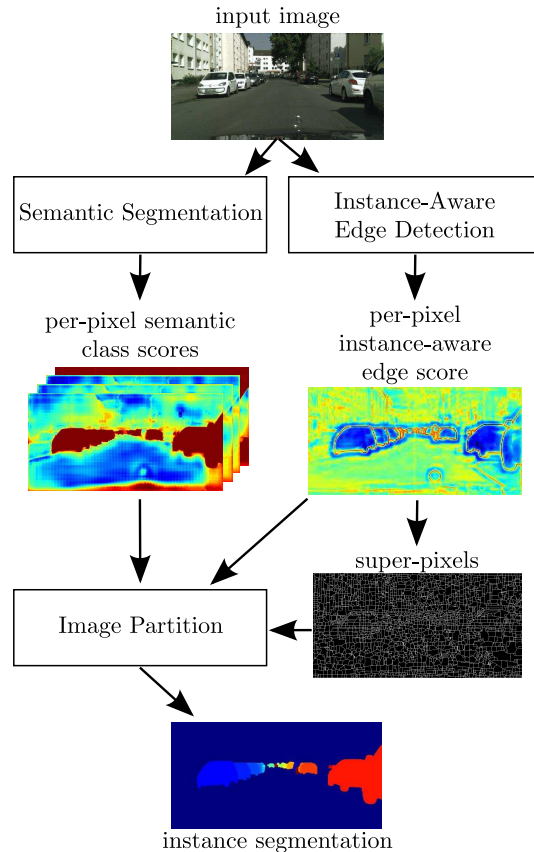 input image
Semantic Segmentation
Instance-Aware
Edge Detection
per-pixel semantic
class scores
per-pixel
instance-aware
edge score
super-pixels
Image Partition
instance segmentation